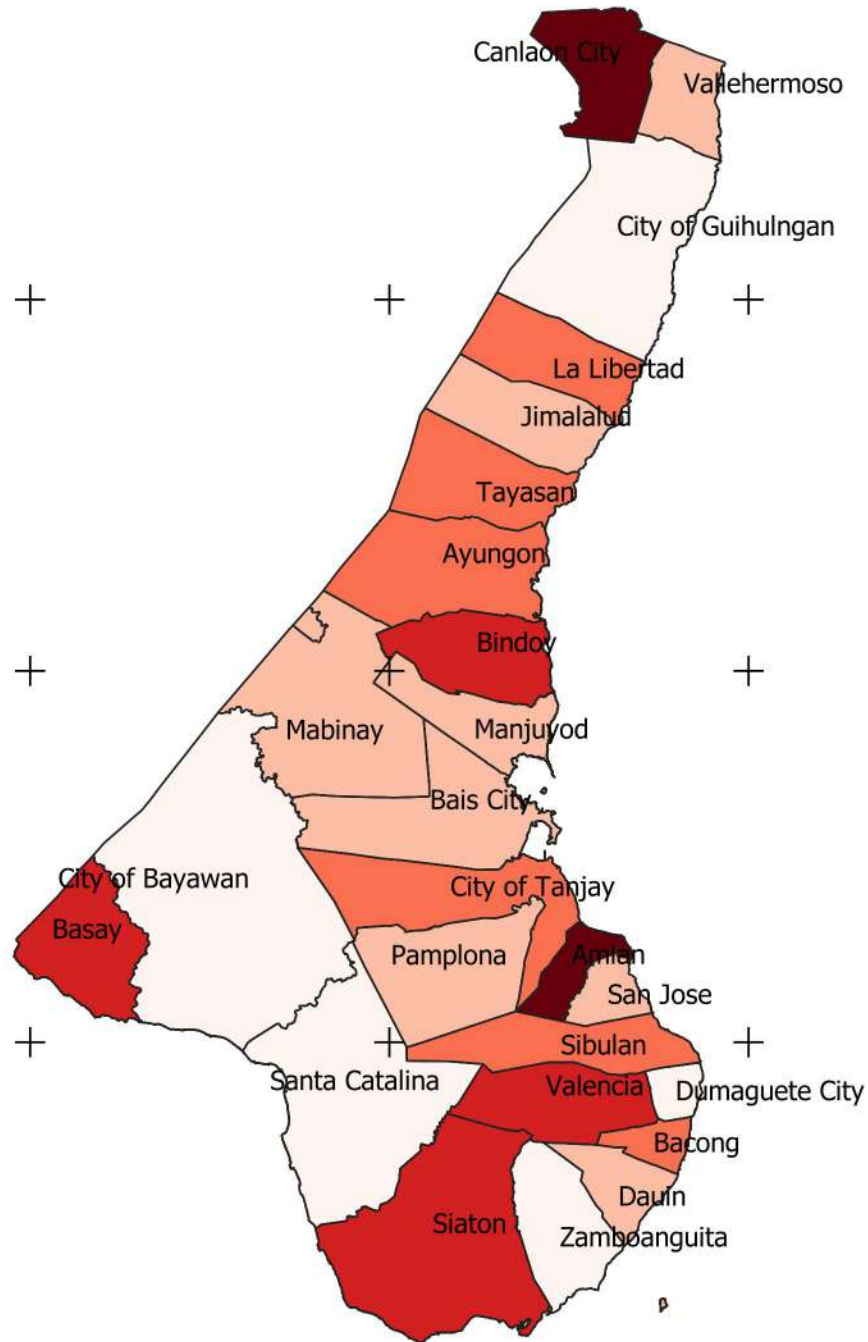 Canlaon City
Vallehermoso
City of Guihulngan
La Libertad
Jimalalud
Tayasan
Ayungon
Bindoy
Mabinay
Manjuyod
Bais City
City of Bayawan
City of Tanjay
Basay
Pamplona
Amlan
San Jose
Sibulan
Santa Catalina
Valencia
Dumaguete City
Bacong
Dauin
Siaton
Zamboanguita